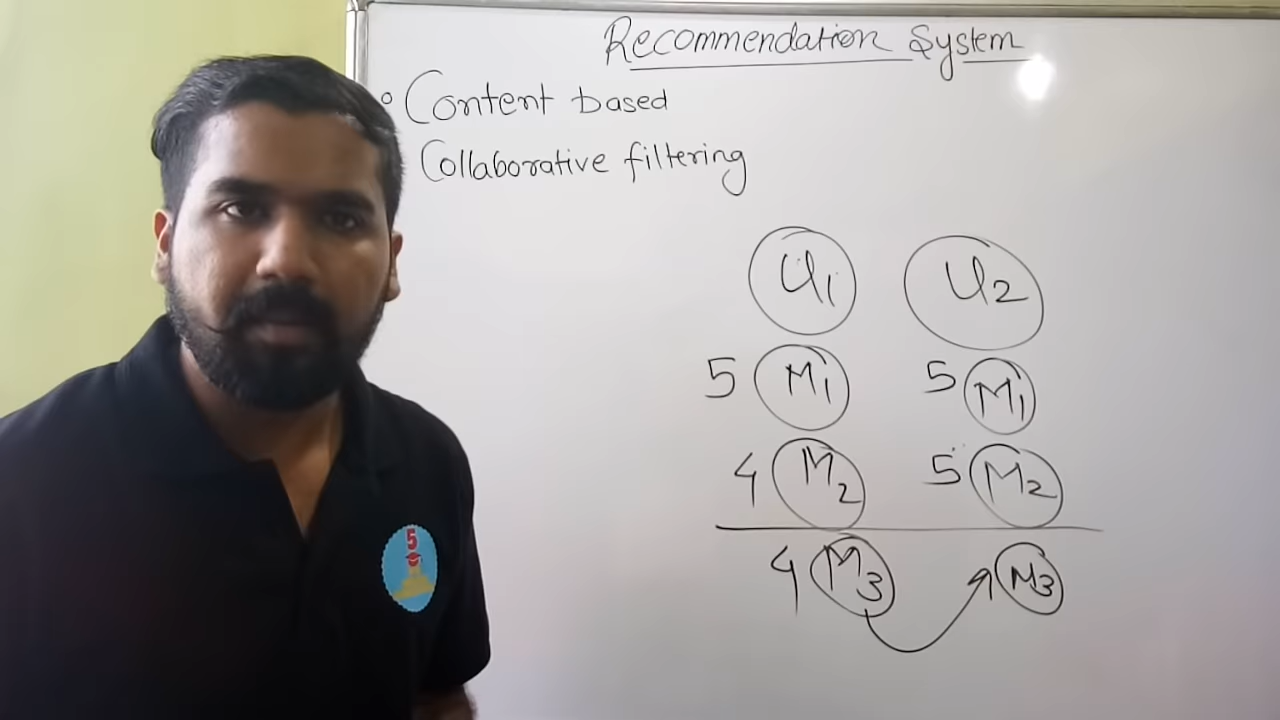 Recommendation System
Content based
Collaborative filtering
U1 U2
5 M1 5 M1
4 M2 5 M2
4 M3 M3
5